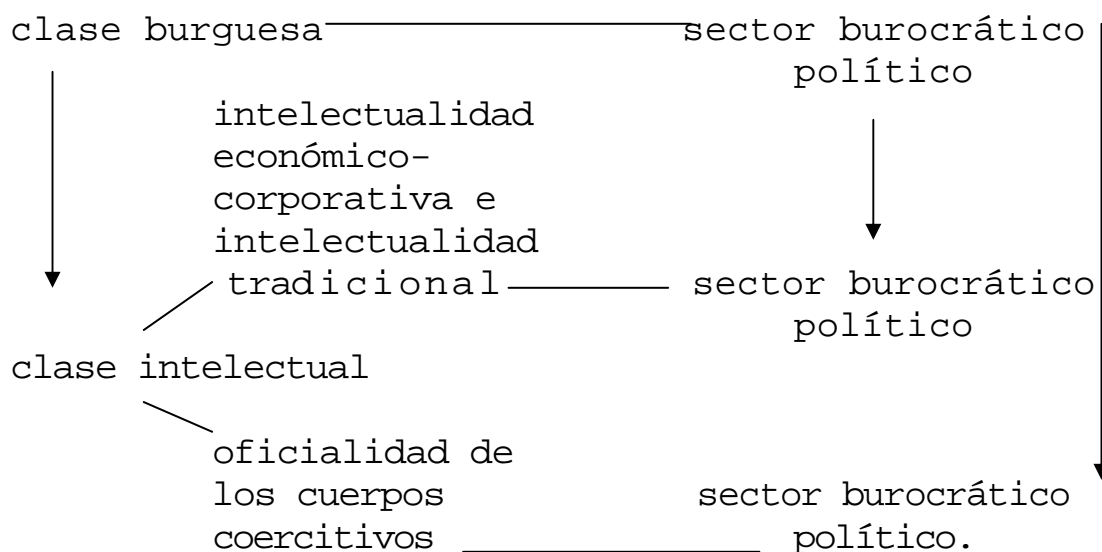 clase burguesa sector burocrático
político
intelectualidad
económico-
corporativa e
intelectualidad
tradicional sector burocrático
político
clase intelectual
oficialidad de
los cuerpos sector burocrático
coercitivos político.